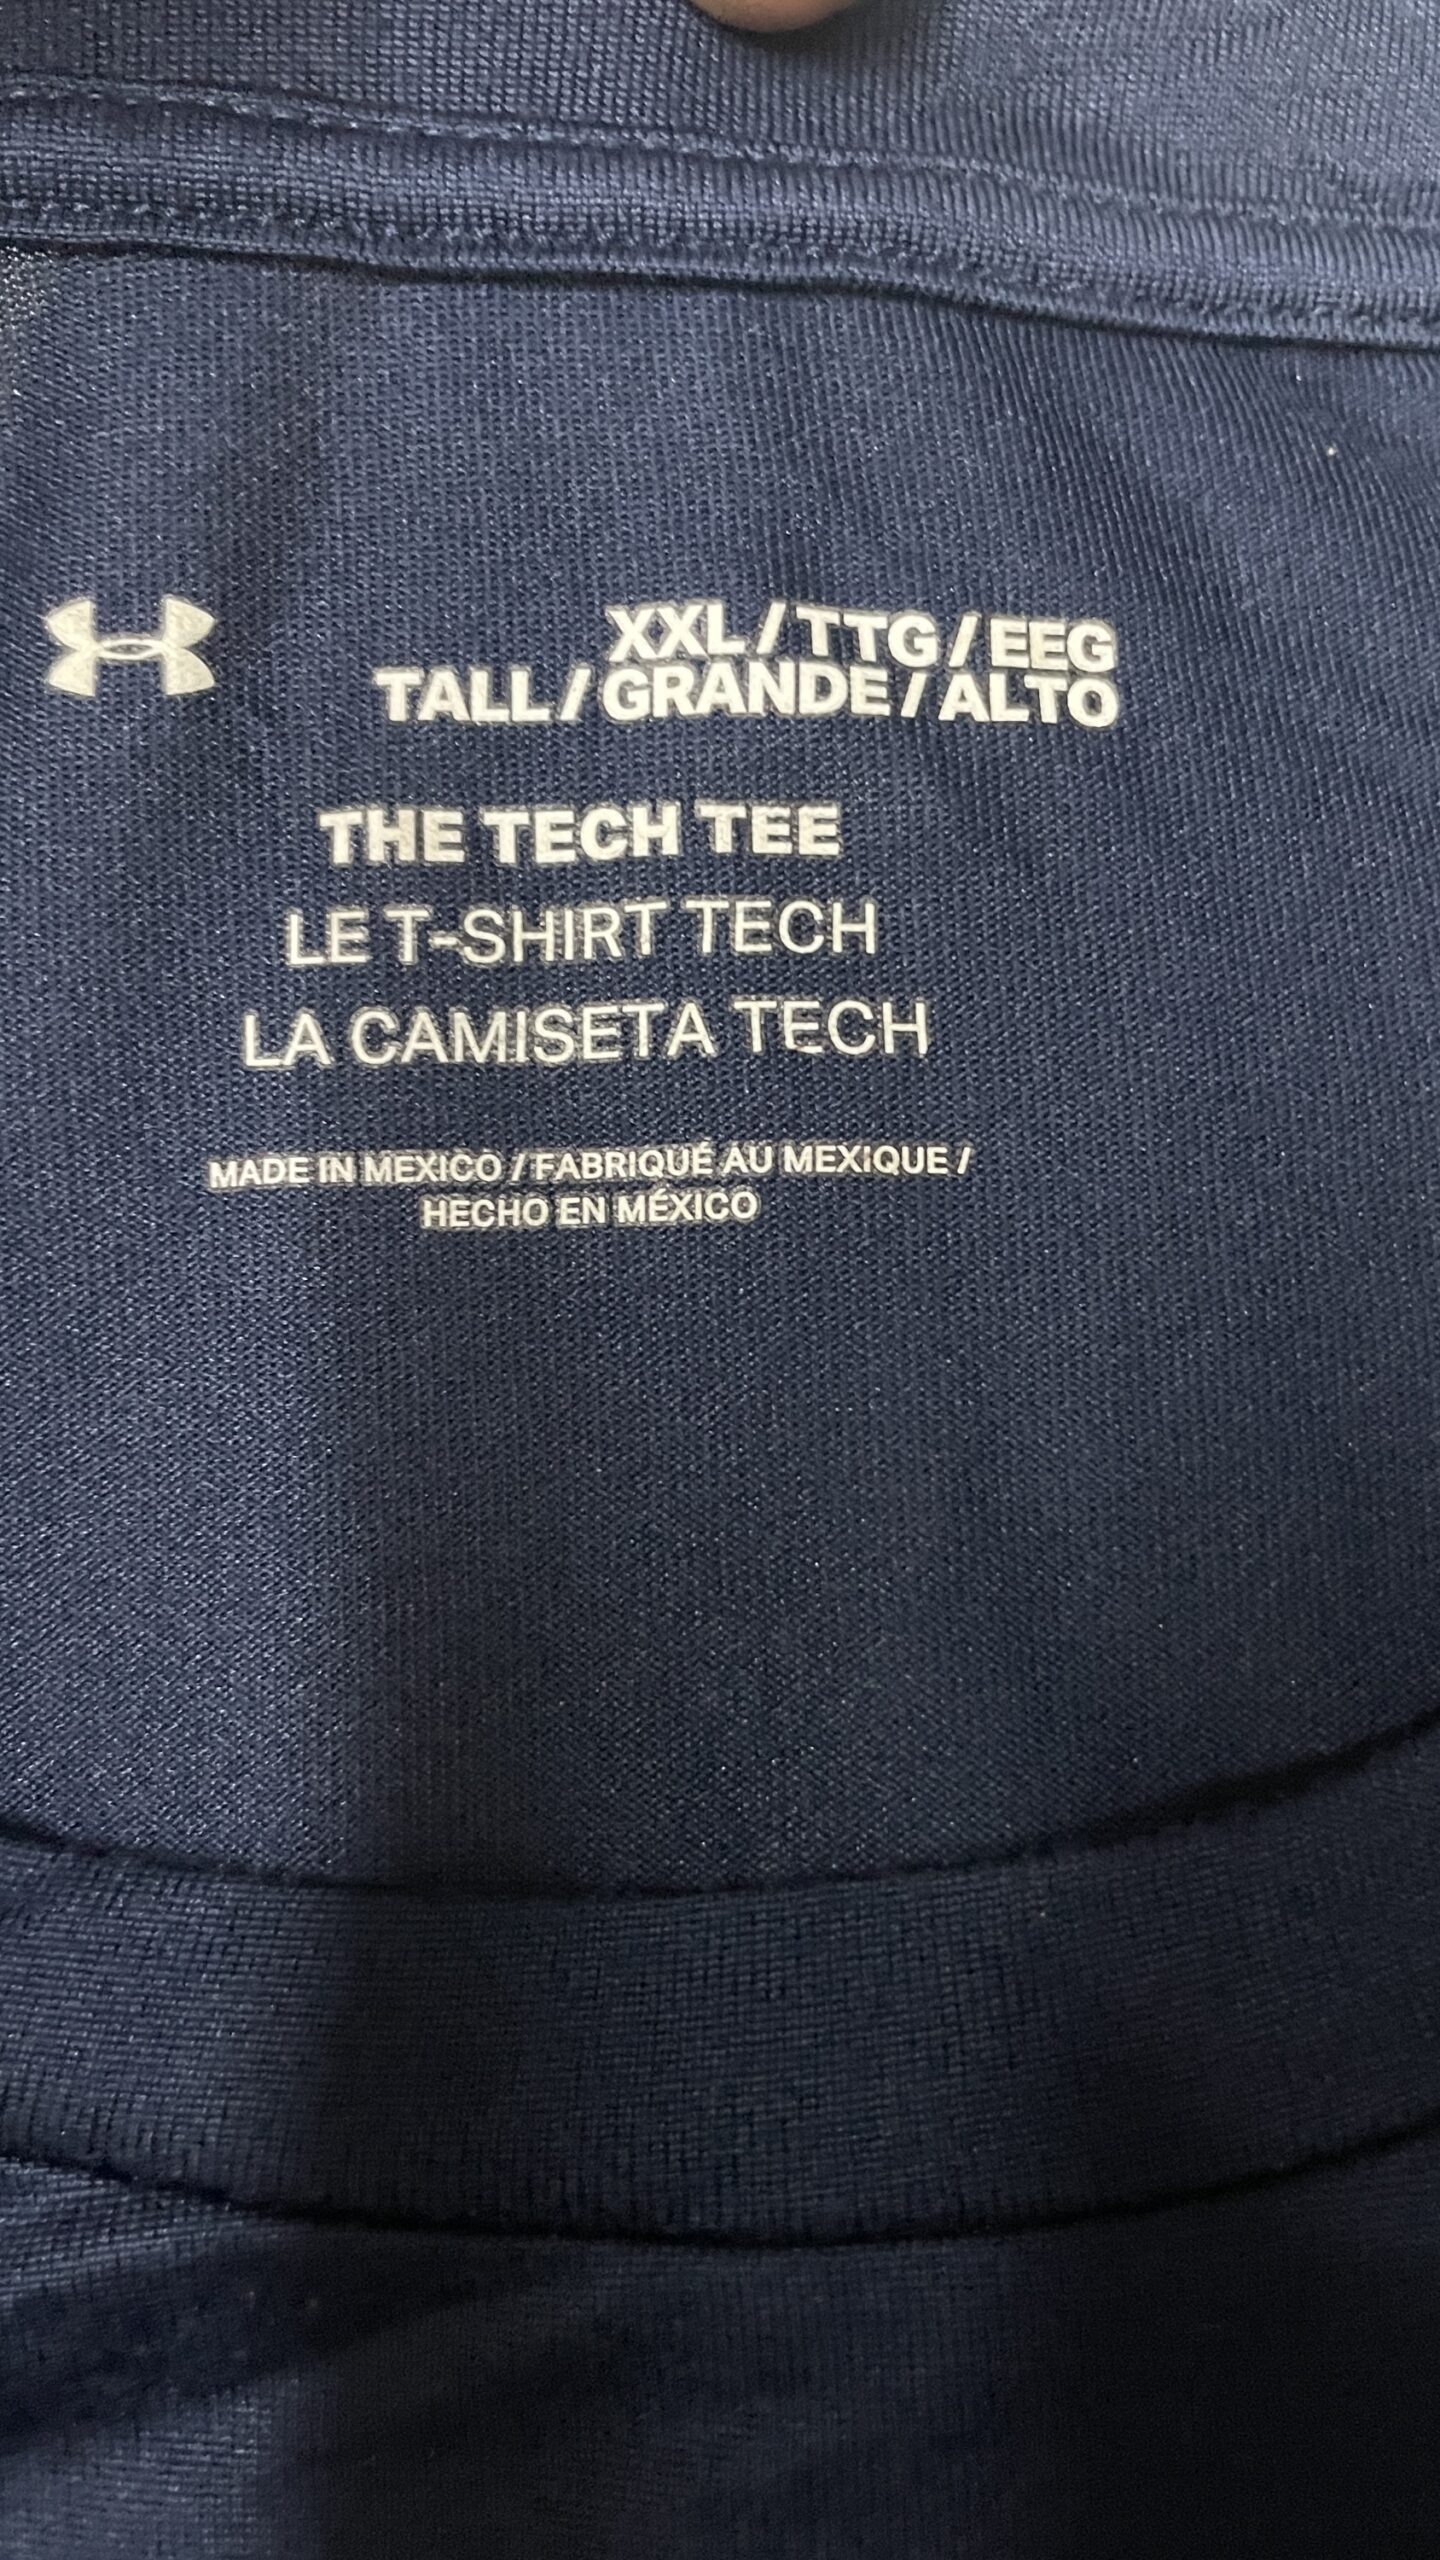 XXL / TTG / EEG
TALL / GRANDE / ALTO
THE TECH TEE
LE T-SHIRT TECH
LA CAMISETA TECH
MADE IN MEXICO / FABRIQUÉ AU MEXIQUE /
HECHO EN MÉXICO